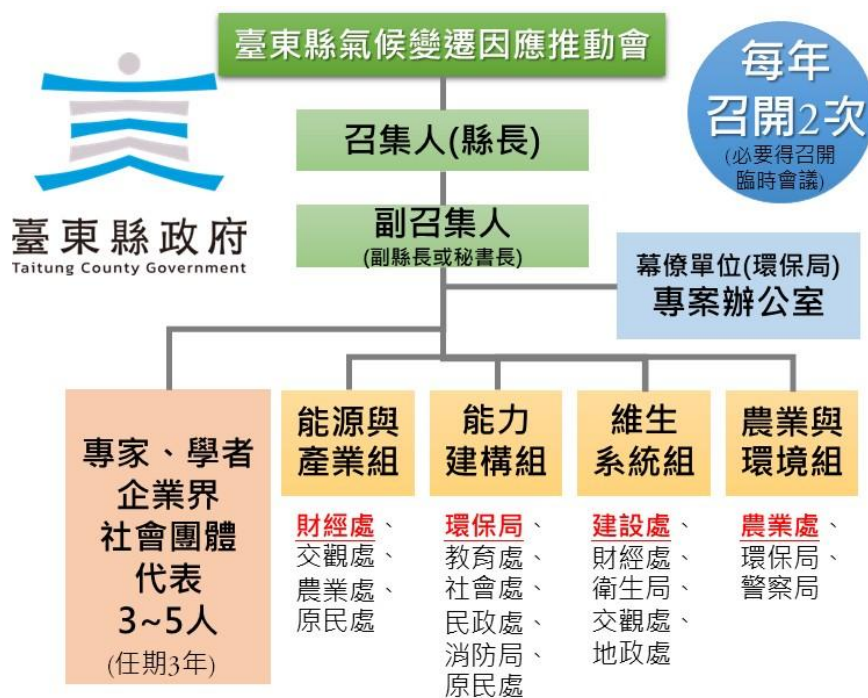 臺東縣氣候變遷因應推動會
每年
召開2次
(必要得召開
臨時會議)
臺東縣政府
Taitung County Government
召集人(縣長)
副召集人
(副縣長或秘書長)
幕僚單位(環保局)
專案辦公室
專家、學者
企業界
社會團體
代表
3~5人
(任期3年)
能源與
產業組
財經處、
交觀處、
農業處、
原民處
能力
建構組
環保局、
教育處、
社會處、
民政處、
消防局、
原民處
維生
系統組
建設處、
財經處、
衛生局、
交觀處、
地政處
農業與
環境組
農業處、
環保局、
警察局